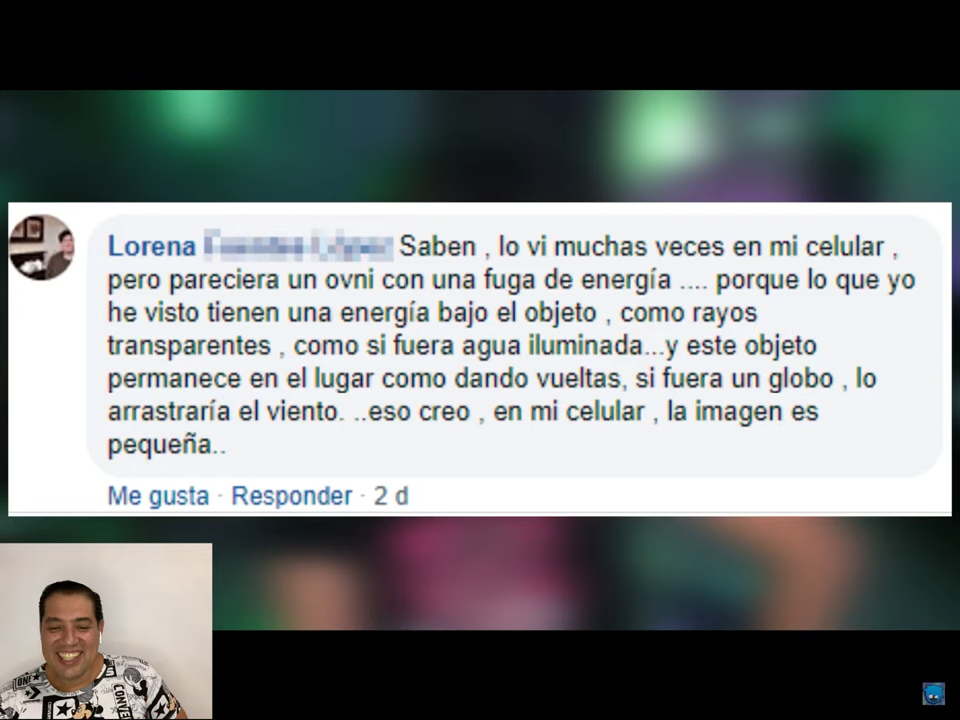 Lorena Saben , lo vi muchas veces en mi celular ,
pero pareciera un ovni con una fuga de energía .... porque lo que yo
he visto tienen una energía bajo el objeto , como rayos
transparentes , como si fuera agua iluminada...y este objeto
permanece en el lugar como dando vueltas, si fuera un globo , lo
arrastraría el viento. ..eso creo , en mi celular , la imagen es
pequeña..
Me gusta · Responder · 2 d
CONVERSE